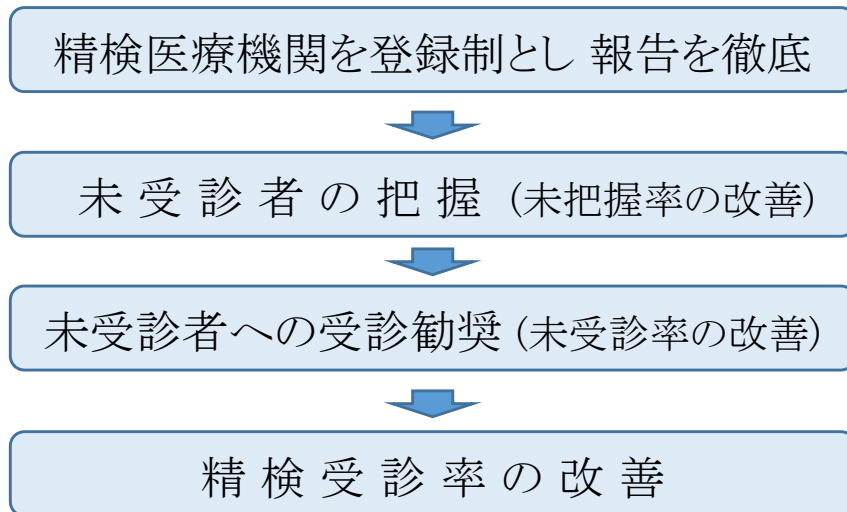 精検医療機関を登録制とし 報告を徹底
未受診者の把握 (未把握率の改善)
未受診者への受診勧奨 (未受診率の改善)
精検受診率の改善